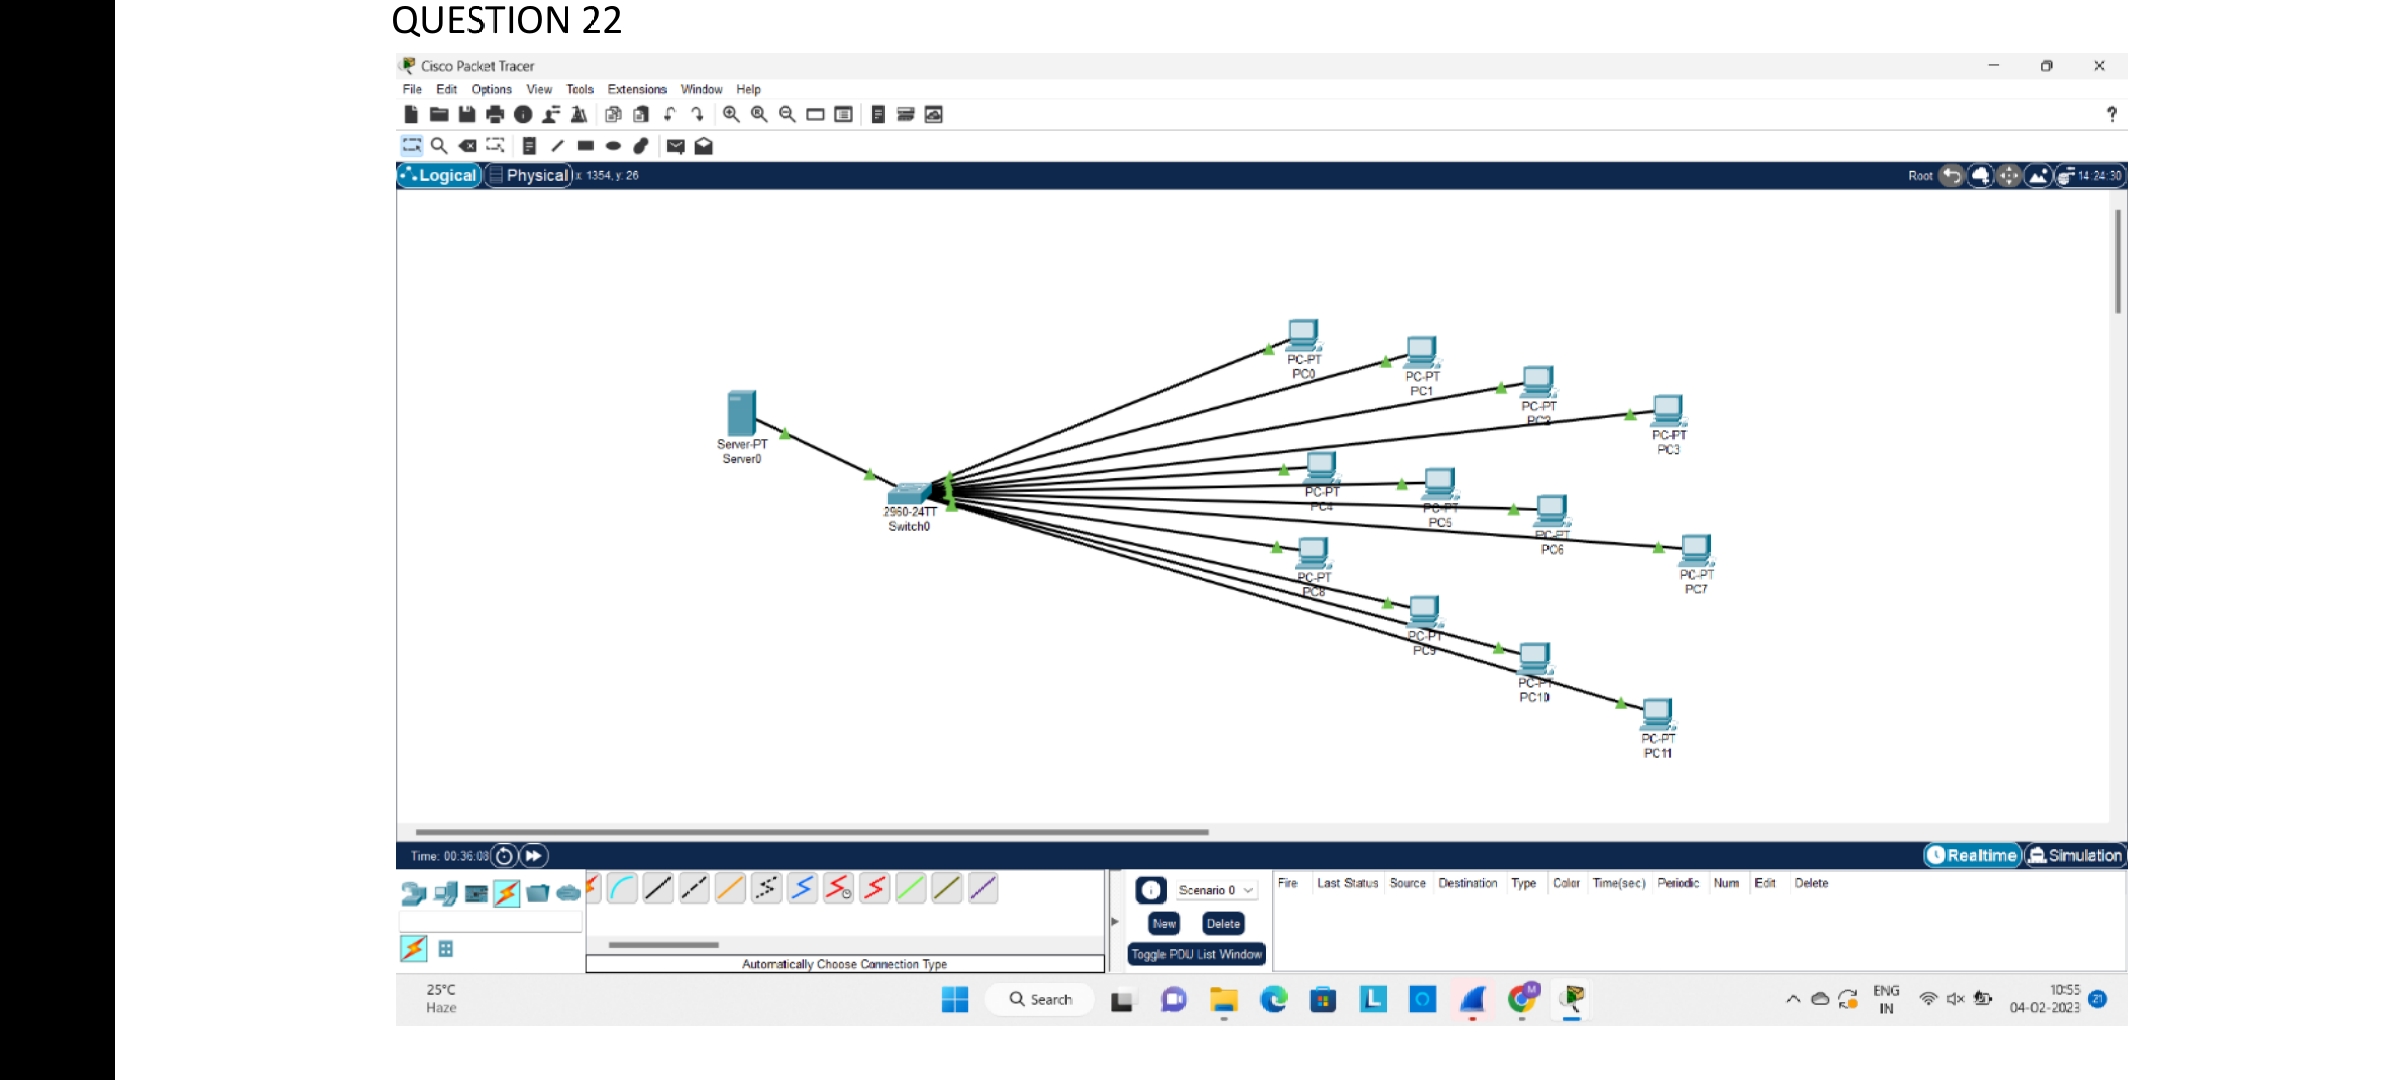 QUESTION 22
Cisco Packet Tracer
File Edit Options View Tools Extensions Window Help
?
Logical Physical x: 1354, y: 26 Root 14:24:30
PC-PT
PC0
PC-PT
PC1
PC-PT
PC2
PC-PT
PC3
Server-PT
Server0
PC-PT
PC4
PC-PT
PC5
2960-24TT
Switch0
PC-PT
PC6
PC-PT
PC7
PC-PT
PC8
PC-PT
PC9
PC-PT
PC10
PC-PT
PC11
Time: 00:36:08 Realtime Simulation
Scenario 0
Fire Last Status Source Destination Type Color Time(sec) Periodic Num Edit Delete
New Delete
Toggle PDU List Window
Automatically Choose Connection Type
25°C
Haze
Search
L
M
ENG
IN
10:55
04-02-2023
21